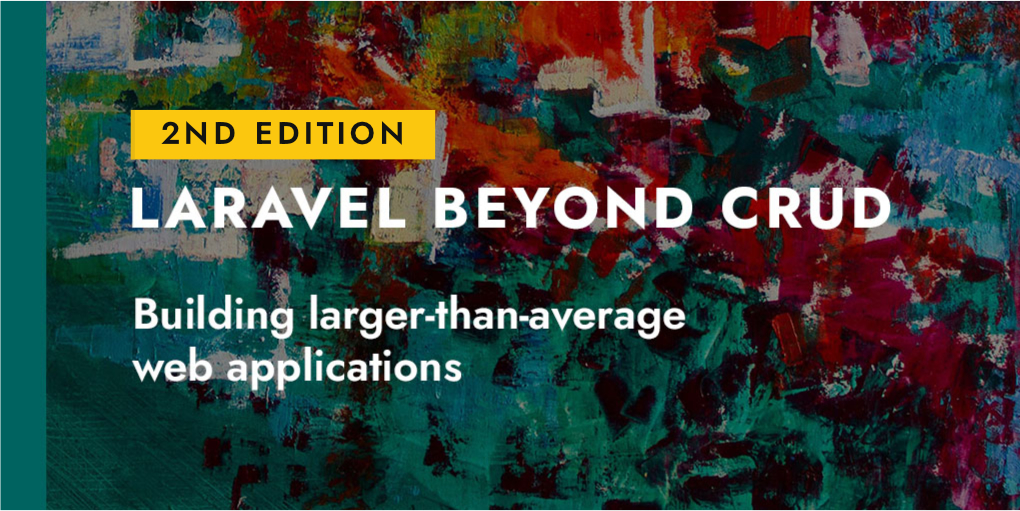 2ND EDITION
LARAVEL BEYOND CRUD
Building larger-than-average
web applications